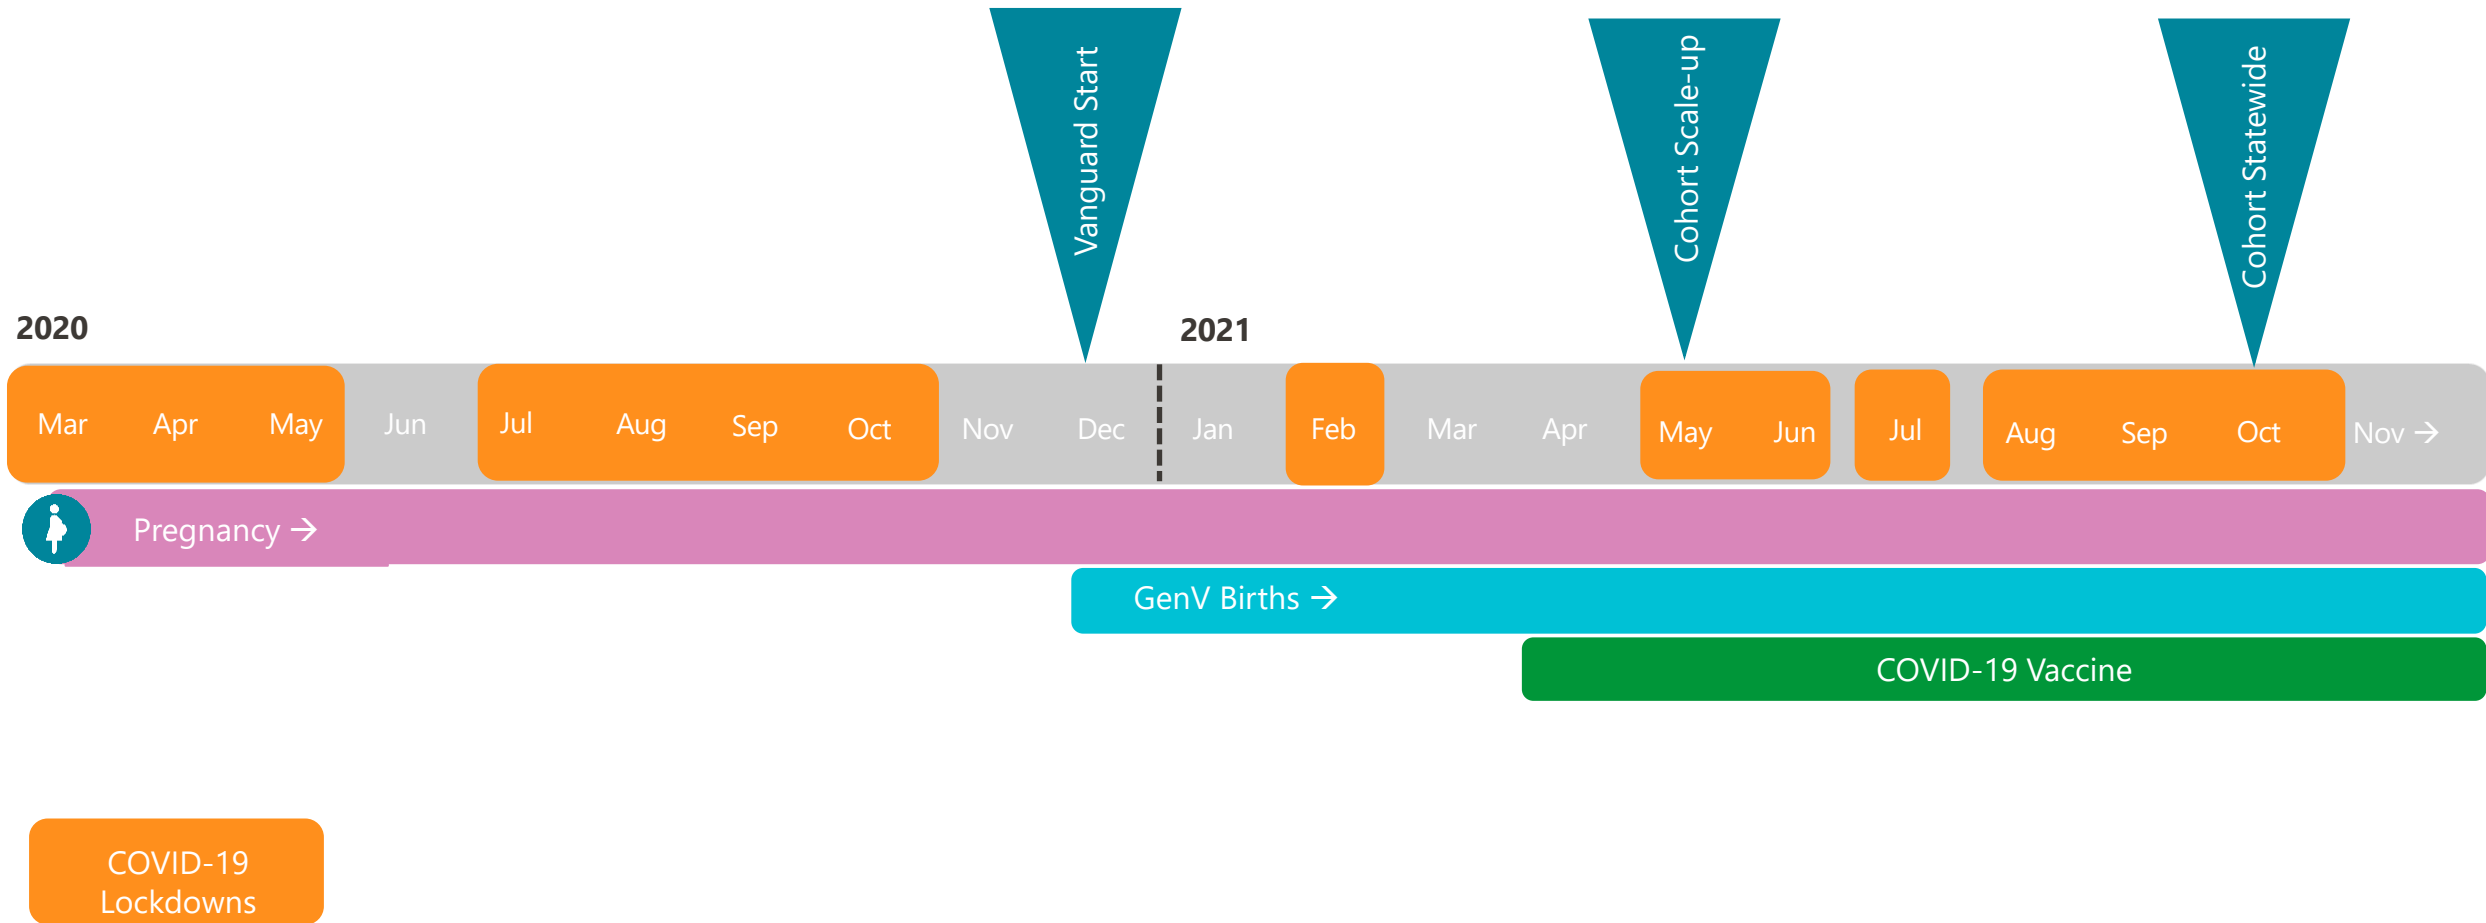 Vanguard Start
Cohort Scale-up
Cohort Statewide
2020
2021
Mar Apr May Jun Jul Aug Sep Oct Nov Dec Jan Feb Mar Apr May Jun Jul Aug Sep Oct Nov →
Pregnancy →
GenV Births →
COVID-19 Vaccine
COVID-19
Lockdowns